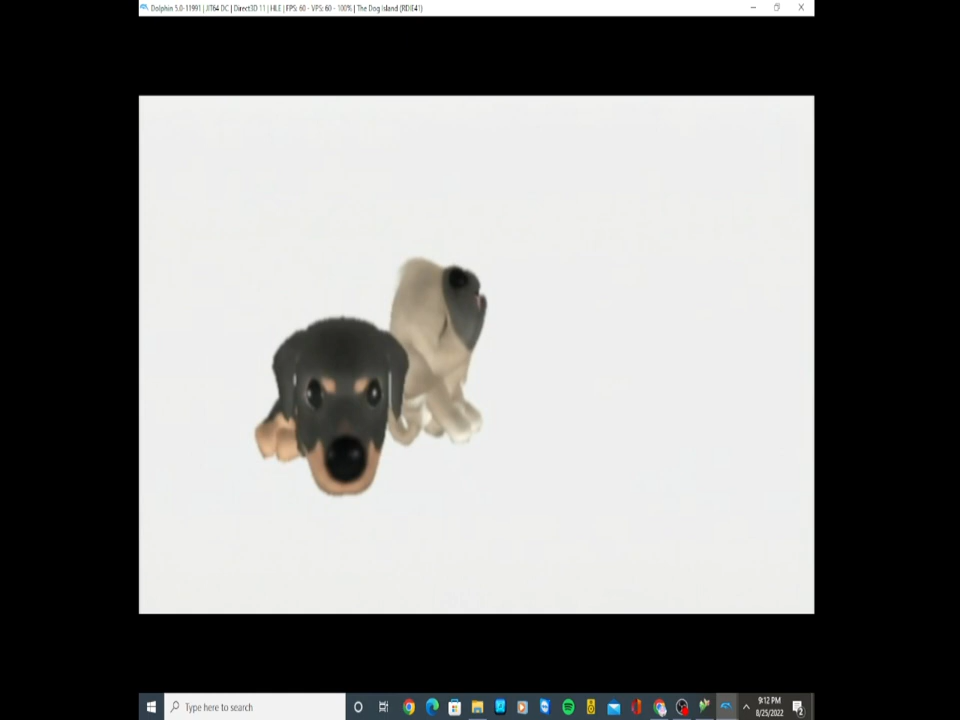 Dolphin 5.0-11991 | JIT64 DC | Direct3D 11 | HLE | FPS: 60 - VPS: 60 - 100% | The Dog Island (RDIE41)
Type here to search
9:12 PM
8/25/2022
2